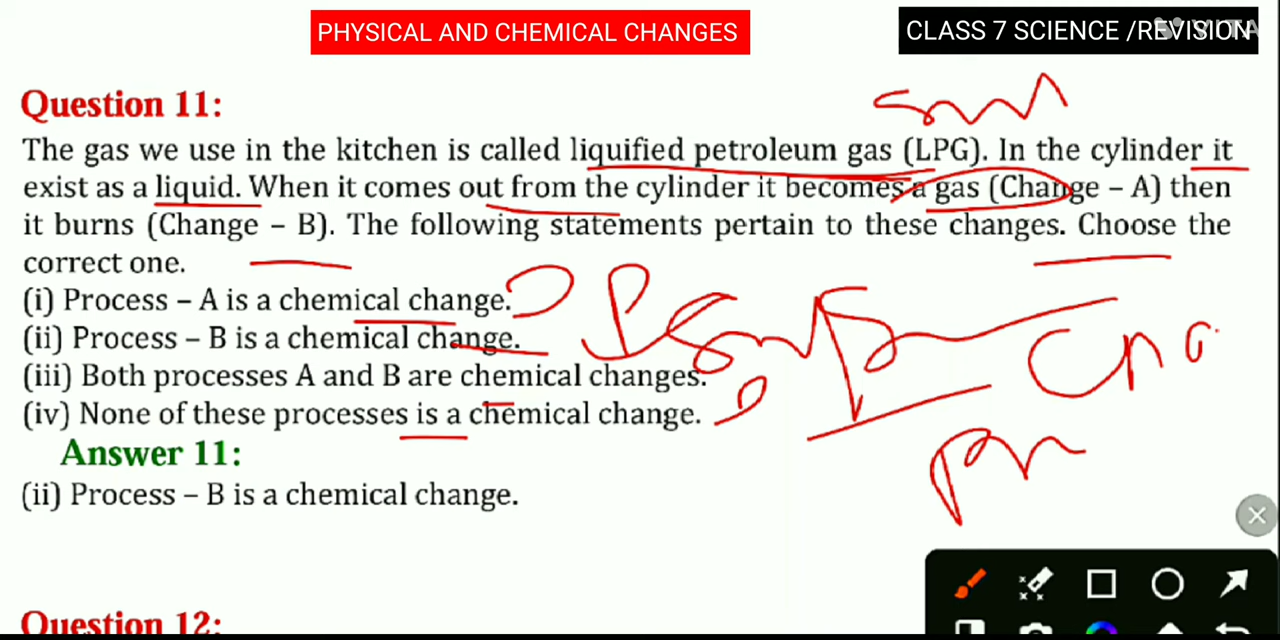 PHYSICAL AND CHEMICAL CHANGES
CLASS 7 SCIENCE /REVISION
Question 11:
The gas we use in the kitchen is called liquified petroleum gas (LPG). In the cylinder it
exist as a liquid. When it comes out from the cylinder it becomes a gas (Change – A) then
it burns (Change – B). The following statements pertain to these changes. Choose the
correct one.
(i) Process – A is a chemical change.
(ii) Process – B is a chemical change.
(iii) Both processes A and B are chemical changes.
(iv) None of these processes is a chemical change.
Answer 11:
(ii) Process – B is a chemical change.
Question 12: